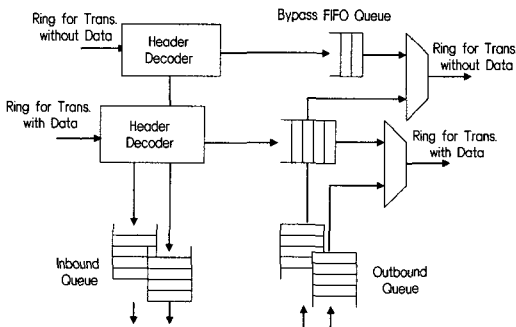 Ring for Trans.
without Data
Header
Decoder
Bypass FIFO Queue
Ring for Trans
without Data
Ring for Trans.
with Data
Header
Decoder
Ring for Trans.
with Data
Inbound
Queue
Outbound
Queue